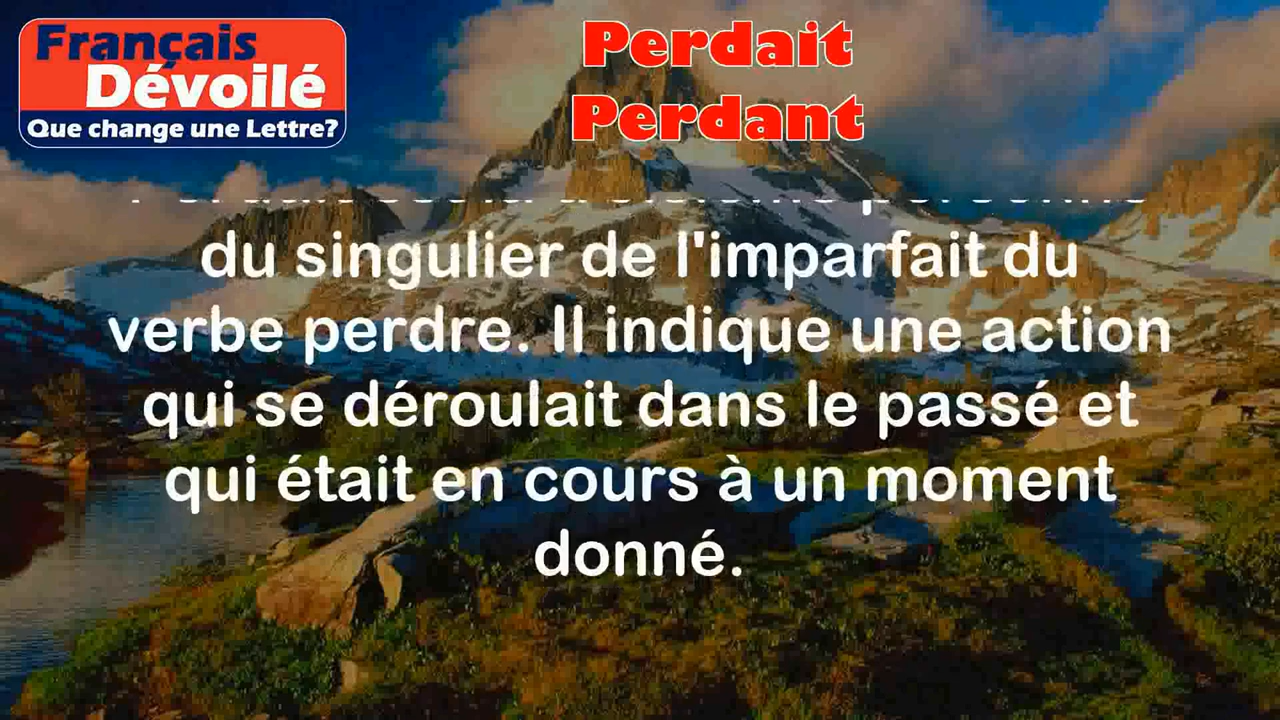 Français
Dévoilé
Que change une Lettre?
Perdait
Perdant
du singulier de l'imparfait du
verbe perdre. Il indique une action
qui se déroulait dans le passé et
qui était en cours à un moment
donné.